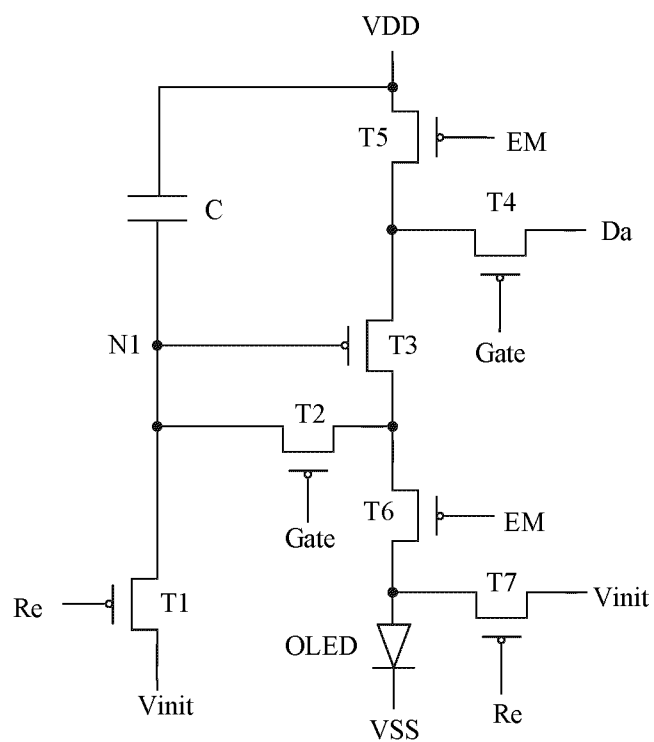 VDD
T5
EM
C
T4
Da
N1
T3
Gate
T2
Gate
T6
EM
T7
Re
T1
Vinit
OLED
Vinit
VSS
Re